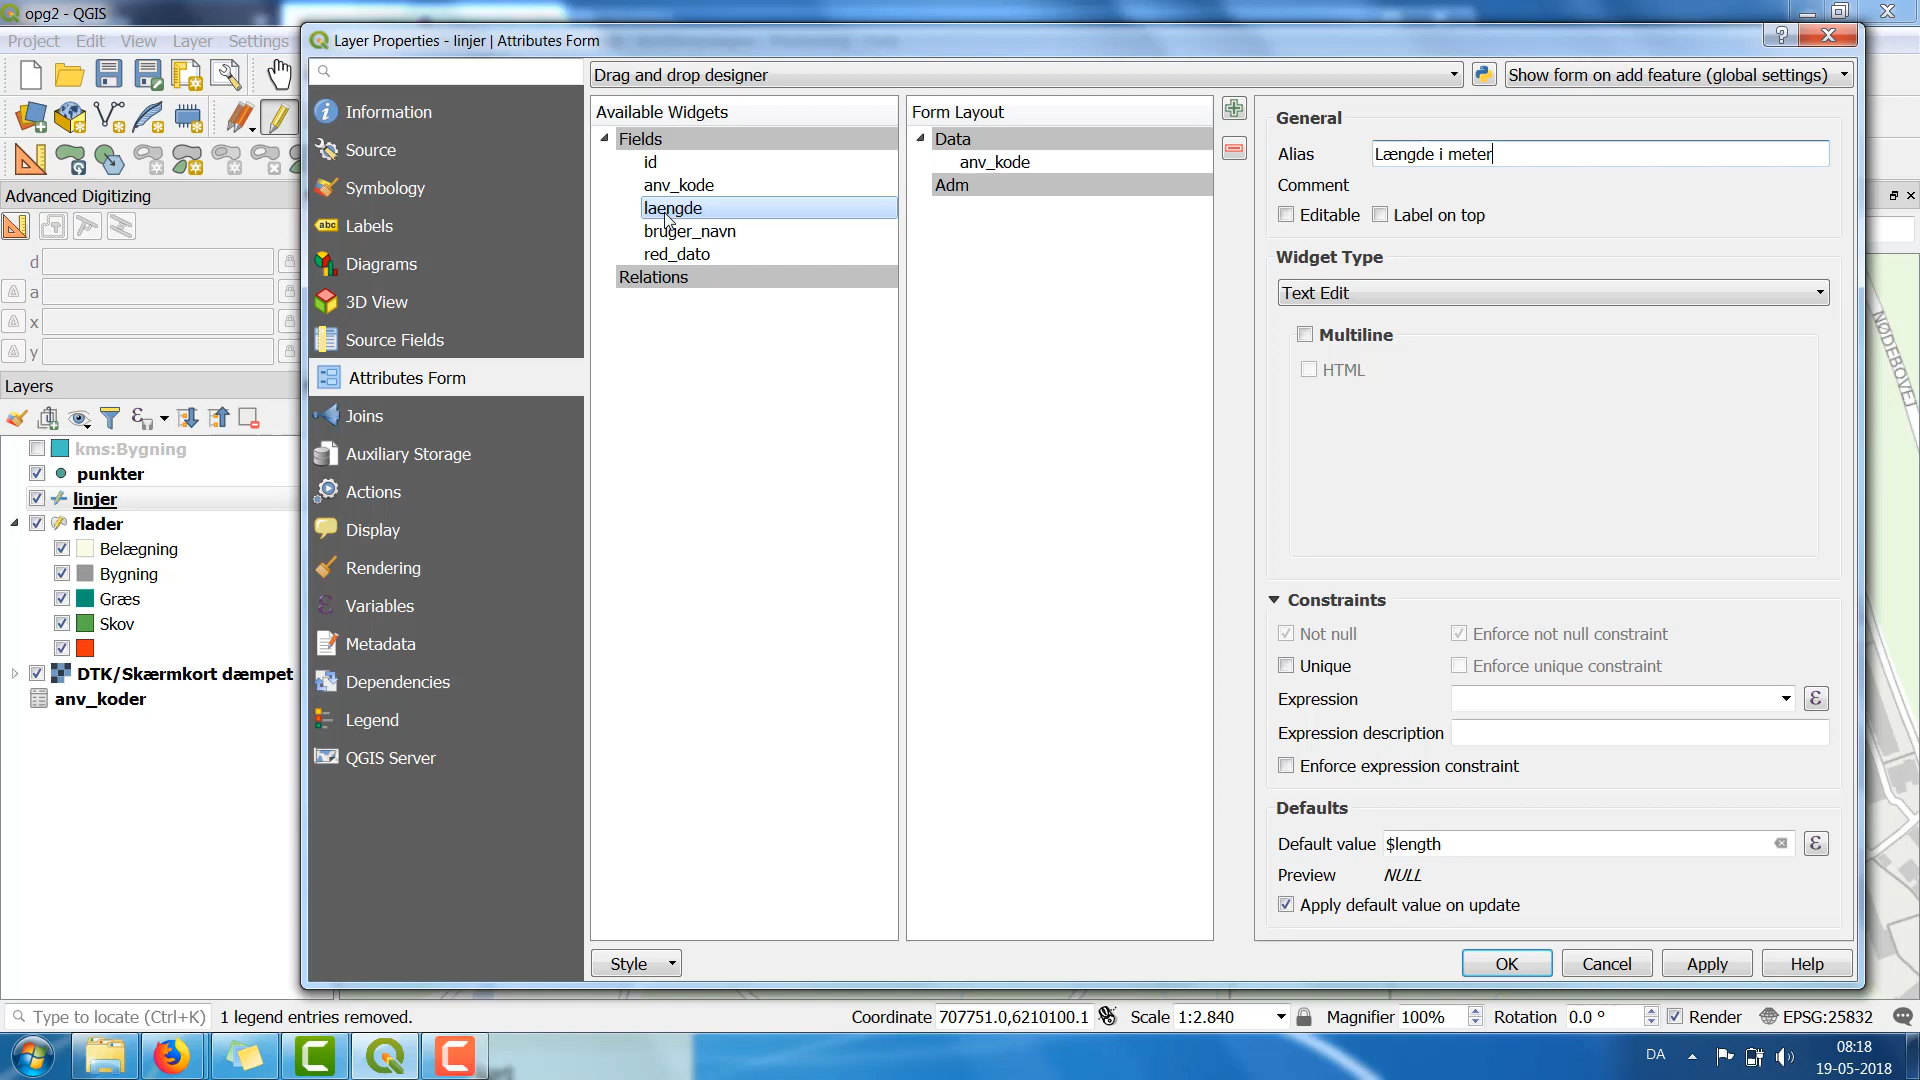 opg2 - QGIS
Project Edit View Layer Settings
Layer Properties - linjer | Attributes Form
Drag and drop designer
Show form on add feature (global settings)
Information
Source
Symbology
Labels
Diagrams
3D View
Source Fields
Attributes Form
Joins
Auxiliary Storage
Actions
Display
Rendering
Variables
Metadata
Dependencies
Legend
QGIS Server
Available Widgets
Fields
id
anv_kode
laengde
bruger_navn
red_dato
Relations
Form Layout
Data
anv_kode
Adm
General
Alias Længde i meter
Comment
Editable Label on top
Widget Type
Text Edit
Multiline
HTML
Constraints
Not null Enforce not null constraint
Unique Enforce unique constraint
Expression
Expression description
Enforce expression constraint
Defaults
Default value $length
Preview NULL
Apply default value on update
Style
OK Cancel Apply Help
Advanced Digitizing
d
a
x
y
Layers
kms:Bygning
punkter
linjer
flader
Belægning
Bygning
Græs
Skov
DTK/Skærmkort dæmpet
anv_koder
NØDEBOVEJ
Type to locate (Ctrl+K) 1 legend entries removed. Coordinate 707751.0,6210100.1 Scale 1:2.840 Magnifier 100% Rotation 0.0 ° Render EPSG:25832
DA 08:18
19-05-2018